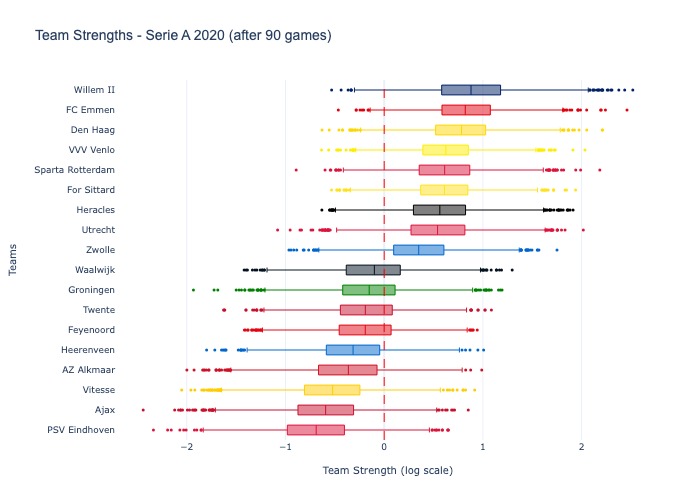 Team Strengths - Serie A 2020 (after 90 games)
Willem II
FC Emmen
Den Haag
VVV Venlo
Sparta Rotterdam
For Sittard
Heracles
Utrecht
Zwolle
Waalwijk
Groningen
Twente
Feyenoord
Heerenveen
AZ Alkmaar
Vitesse
Ajax
PSV Eindhoven
Teams
−2 −1 0 1 2
Team Strength (log scale)